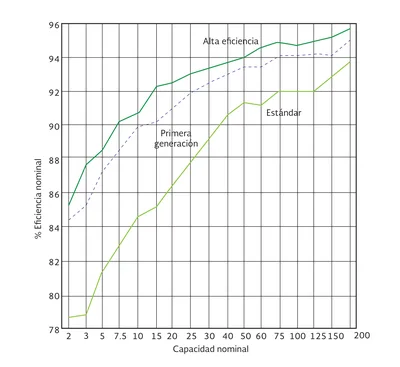 96
94
92
90
88
86
84
82
80
78
% Eficiencia nominal
Alta eficiencia
Primera
generación
Estándar
2 3 5 7.5 10 15 20 25 30 40 50 60 75 100 125 150 200
Capacidad nominal